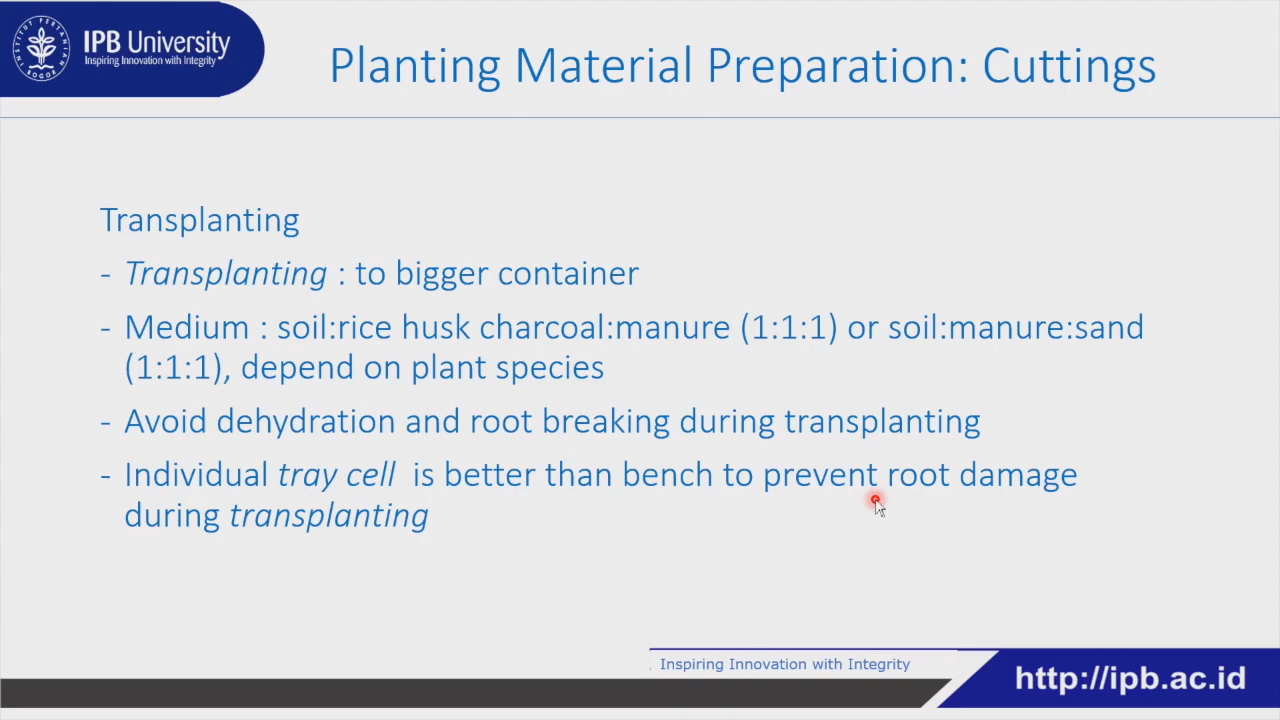 IPB University
Inspiring Innovation with Integrity
INSTITUT PERTANIAN
BOGOR
Planting Material Preparation: Cuttings
Transplanting
- Transplanting : to bigger container
- Medium : soil:rice husk charcoal:manure (1:1:1) or soil:manure:sand
(1:1:1), depend on plant species
- Avoid dehydration and root breaking during transplanting
- Individual tray cell is better than bench to prevent root damage
during transplanting
Inspiring Innovation with Integrity
http://ipb.ac.id